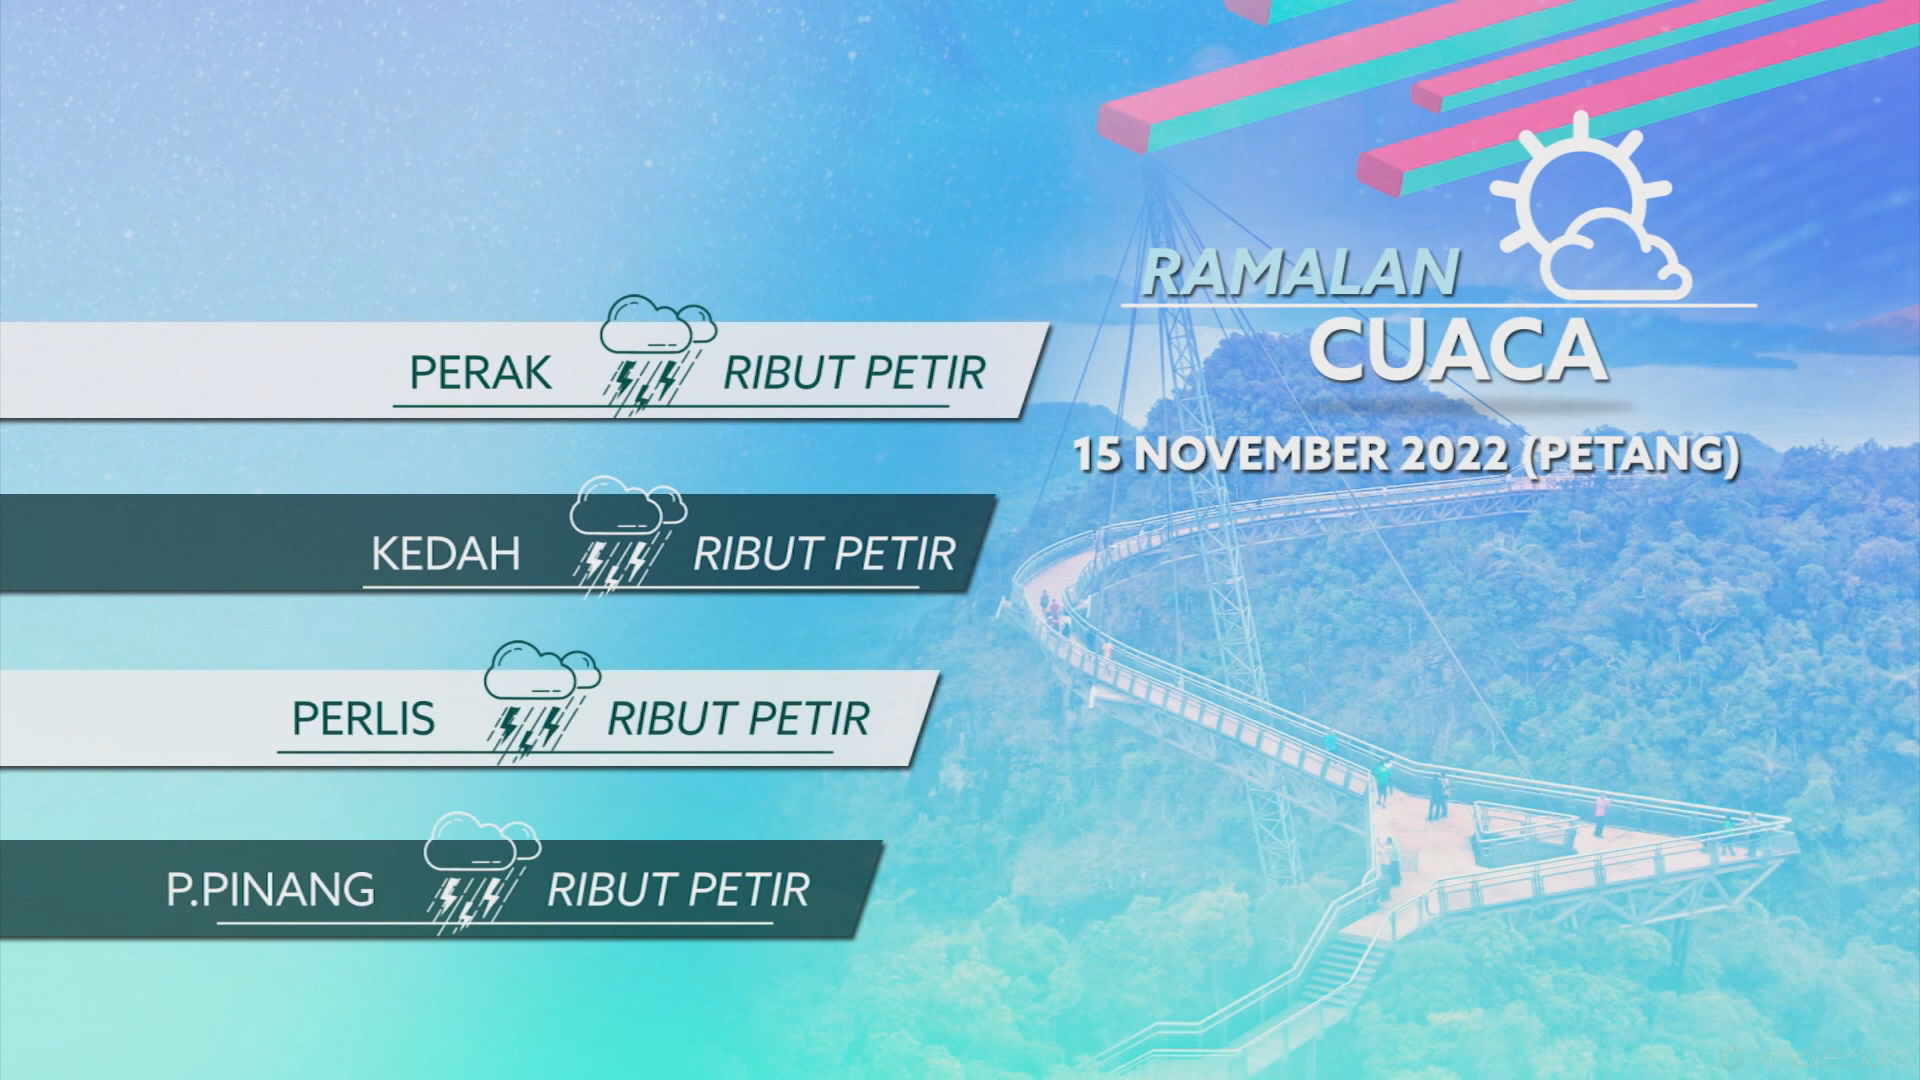 RAMALAN
CUACA
15 NOVEMBER 2022 (PETANG)
PERAK RIBUT PETIR
KEDAH RIBUT PETIR
PERLIS RIBUT PETIR
P.PINANG RIBUT PETIR